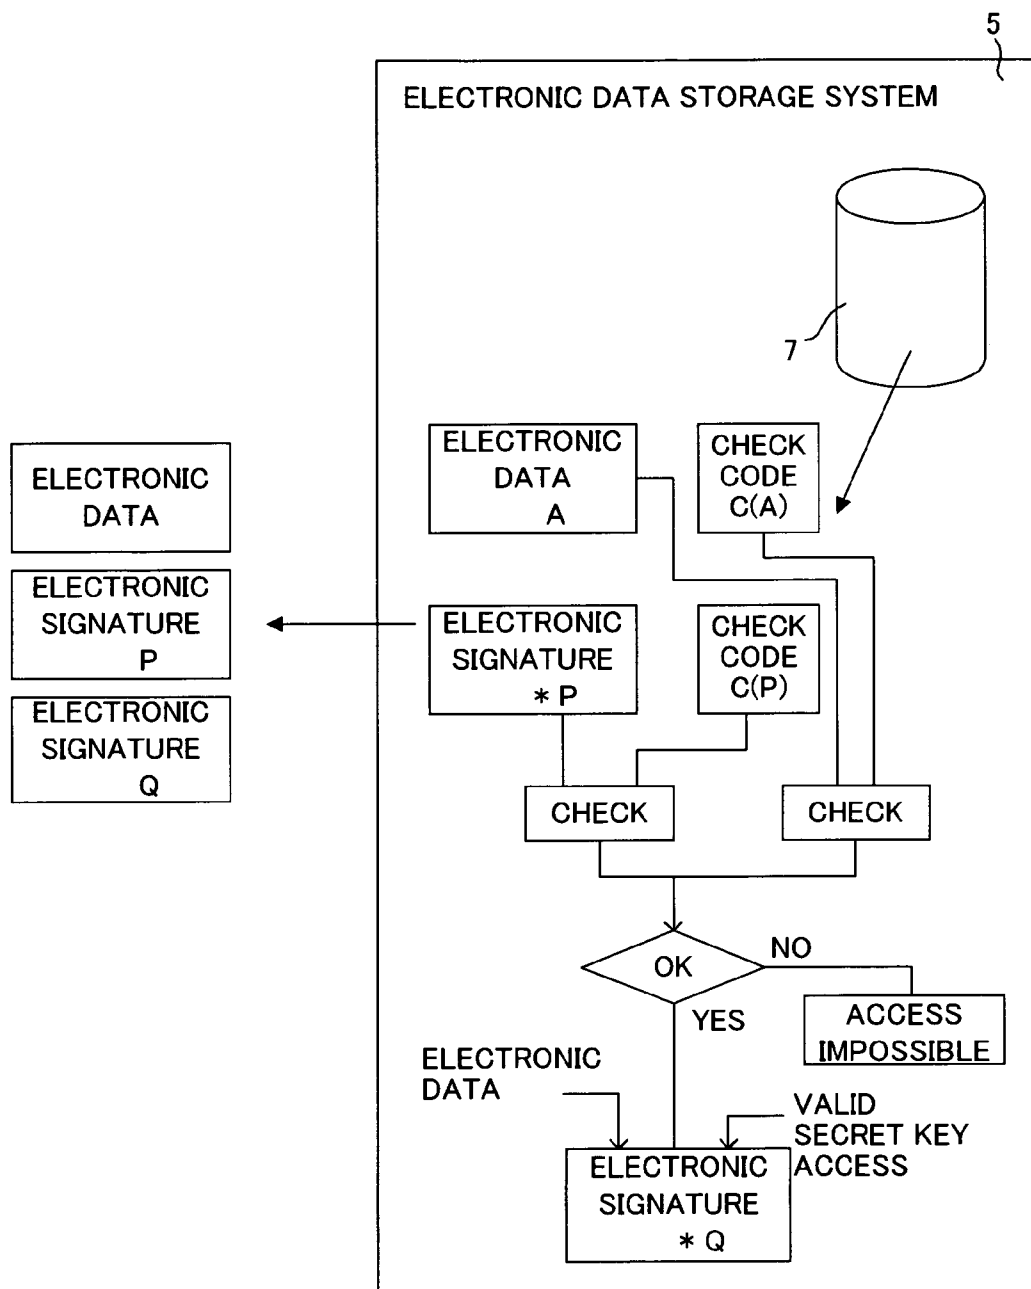 5
ELECTRONIC DATA STORAGE SYSTEM
7
ELECTRONIC
DATA
ELECTRONIC
SIGNATURE
P
ELECTRONIC
SIGNATURE
Q
ELECTRONIC
DATA
A
CHECK
CODE
C(A)
ELECTRONIC
SIGNATURE
* P
CHECK
CODE
C(P)
CHECK
CHECK
OK
NO
YES
ACCESS
IMPOSSIBLE
ELECTRONIC
DATA
VALID
SECRET KEY
ACCESS
ELECTRONIC
SIGNATURE
* Q